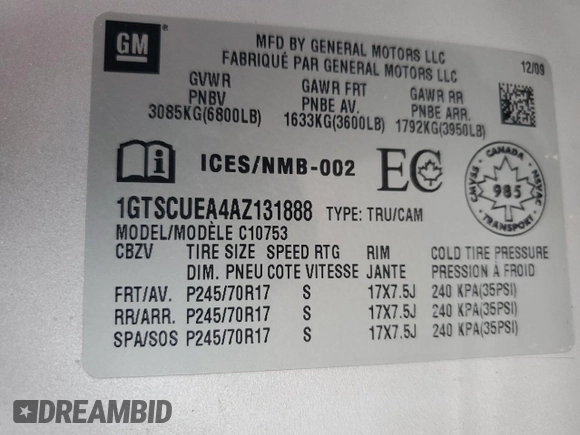 GM
MFD BY GENERAL MOTORS LLC
FABRIQUÉ PAR GENERAL MOTORS LLC
12/09
GVWR GAWR FRT GAWR RR
PNBV PNBE AV. PNBE ARR.
3085KG(6800LB) 1633KG(3600LB) 1792KG(3950LB)
ICES/NMB-002 EC
CANADA
CMVSS 985 NSVAC
TRANSPORT
1GTSCUEA4AZ131888 TYPE: TRU/CAM
MODEL/MODÈLE C10753
CBZV TIRE SIZE SPEED RTG RIM COLD TIRE PRESSURE
DIM. PNEU COTE VITESSE JANTE PRESSION À FROID
FRT/AV. P245/70R17 S 17X7.5J 240 KPA(35PSI)
RR/ARR. P245/70R17 S 17X7.5J 240 KPA(35PSI)
SPA/SOS P245/70R17 S 17X7.5J 240 KPA(35PSI)
DREAMBID